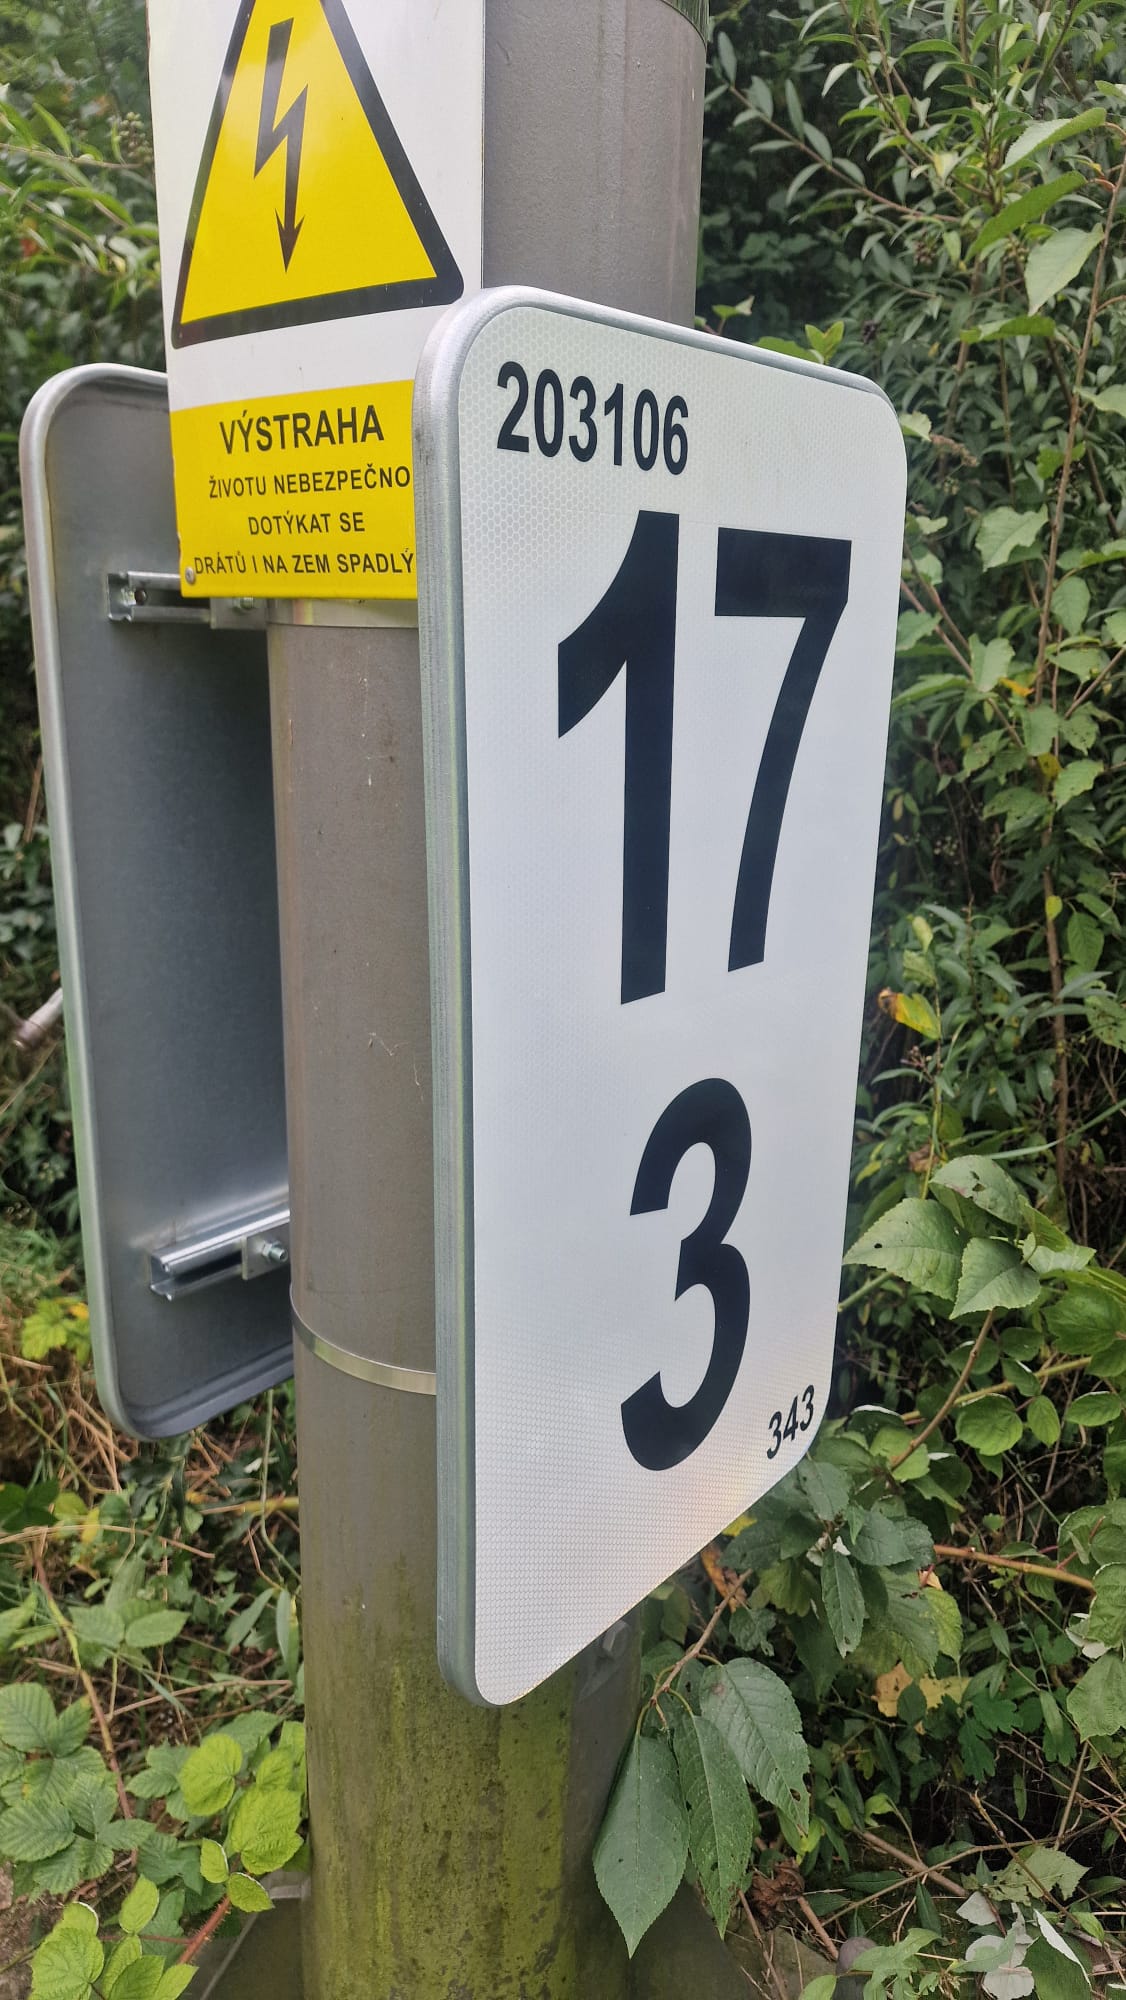 VÝSTRAHA
ŽIVOTU NEBEZPEČNO
DOTÝKAT SE
DRÁTŮ I NA ZEM SPADLÝ
203106
17
3
343